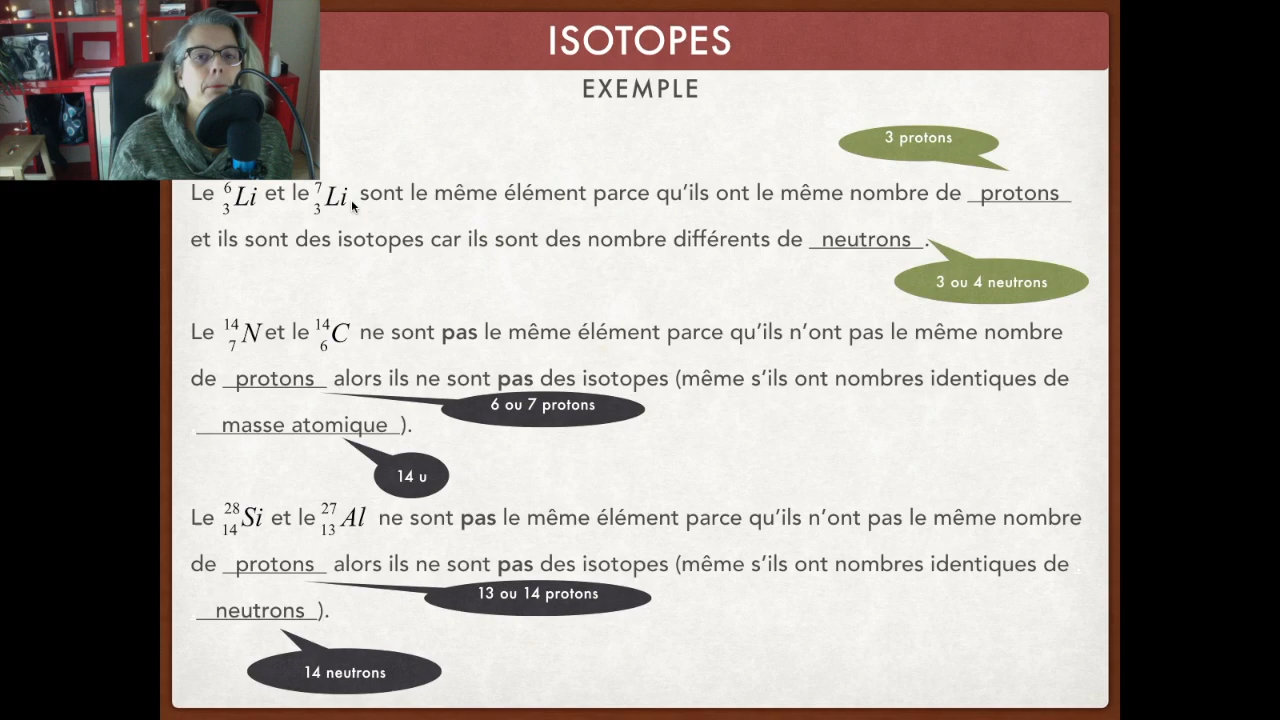 ISOTOPES
EXEMPLE
3 protons
Le ⁶₃Li et le ⁷₃Li sont le même élément parce qu'ils ont le même nombre de protons
et ils sont des isotopes car ils sont des nombre différents de neutrons.
3 ou 4 neutrons
Le ¹⁴₇N et le ¹⁴₆C ne sont pas le même élément parce qu'ils n'ont pas le même nombre
de protons alors ils ne sont pas des isotopes (même s'ils ont nombres identiques de
6 ou 7 protons
masse atomique ).
14 u
Le ²⁸₁₄Si et le ²⁷₁₃Al ne sont pas le même élément parce qu'ils n'ont pas le même nombre
de protons alors ils ne sont pas des isotopes (même s'ils ont nombres identiques de
13 ou 14 protons
neutrons ).
14 neutrons